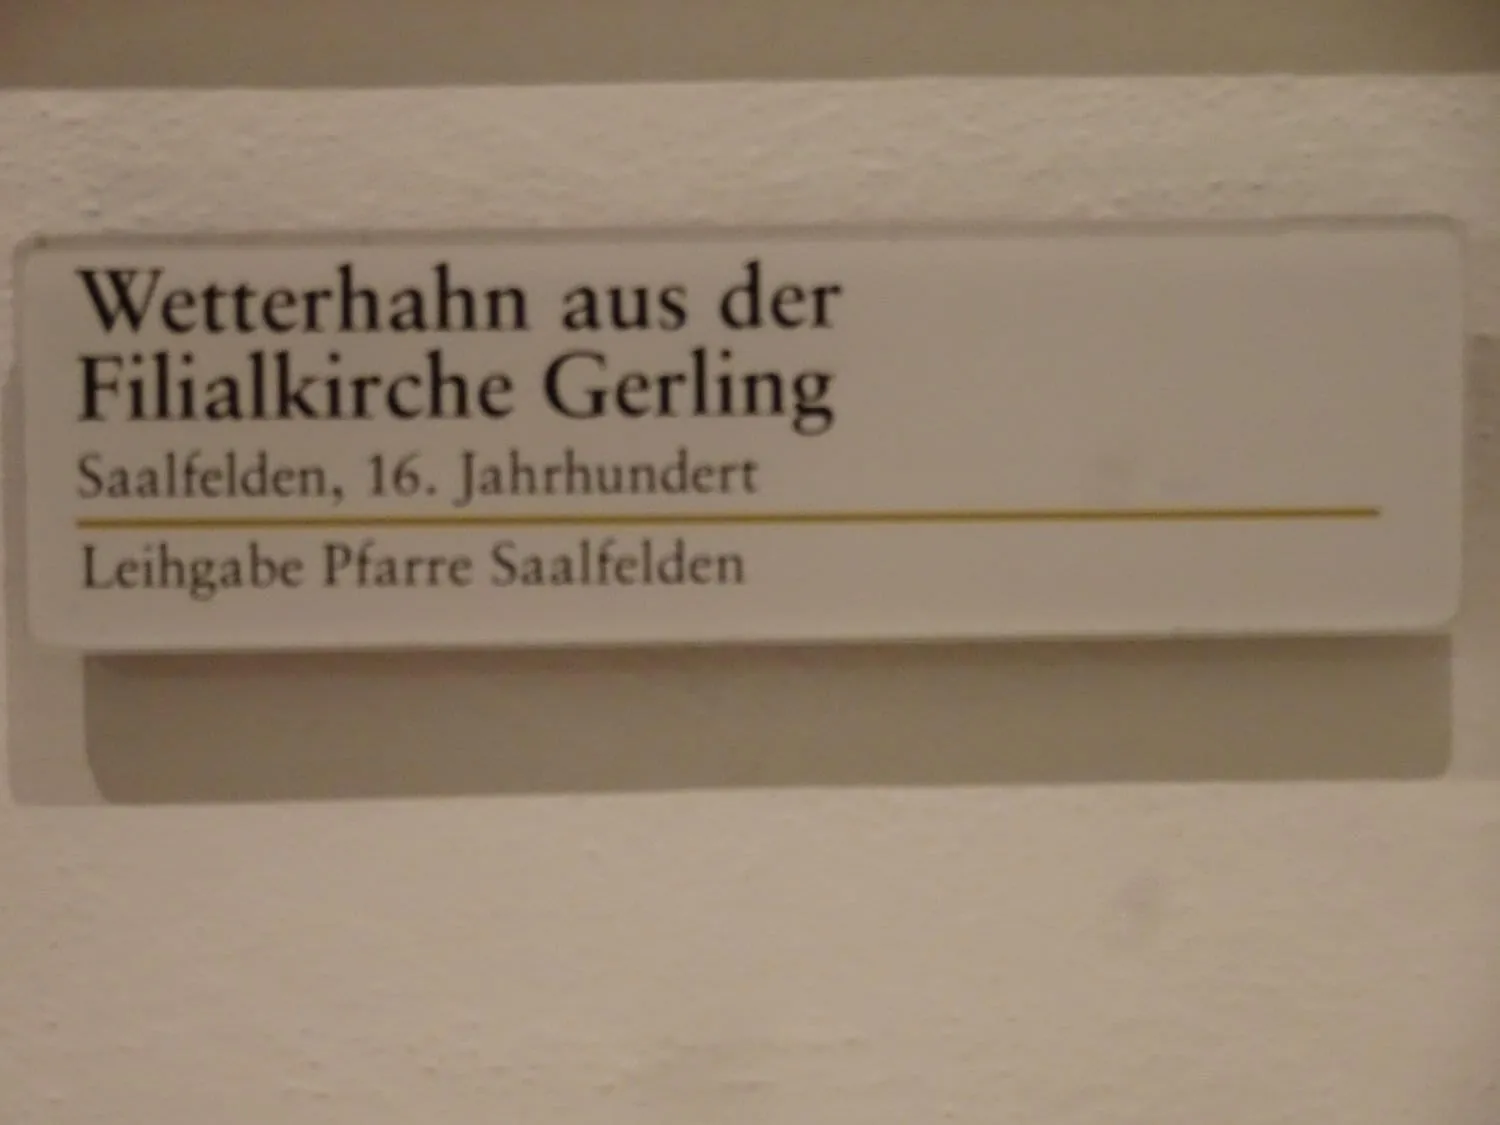 Wetterhahn aus der
Filialkirche Gerling
Saalfelden, 16. Jahrhundert
Leihgabe Pfarre Saalfelden